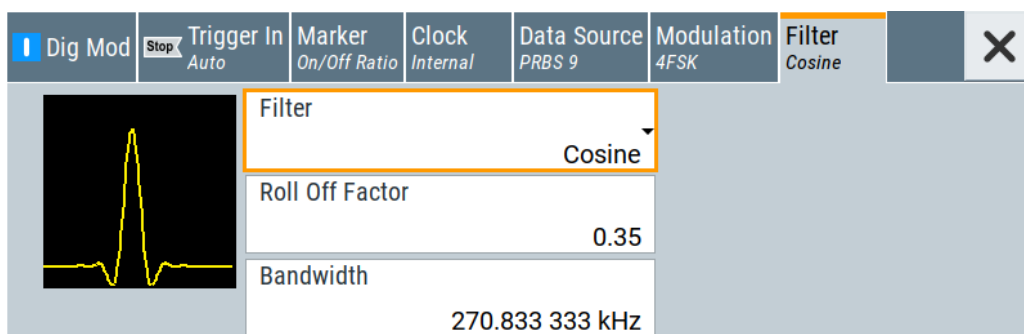 Dig Mod
Stop
Trigger In
Auto
Marker
On/Off Ratio
Clock
Internal
Data Source
PRBS 9
Modulation
4FSK
Filter
Cosine
Filter
Cosine
Roll Off Factor
0.35
Bandwidth
270.833 333 kHz